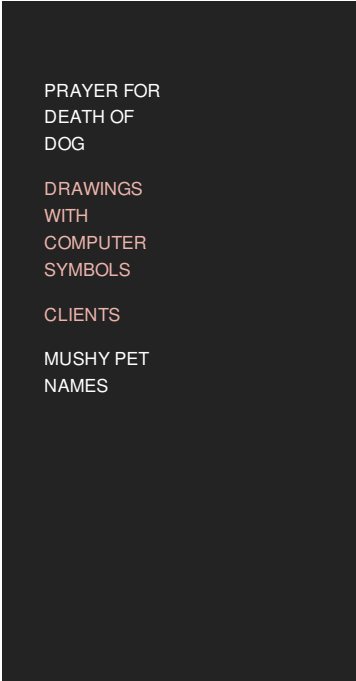 PRAYER FOR
DEATH OF
DOG
DRAWINGS
WITH
COMPUTER
SYMBOLS
CLIENTS
MUSHY PET
NAMES